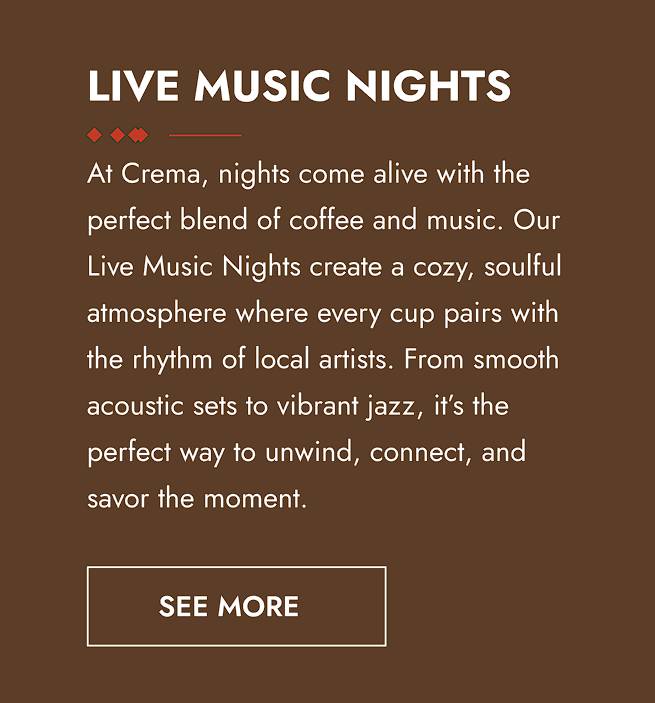 LIVE MUSIC NIGHTS
At Crema, nights come alive with the
perfect blend of coffee and music. Our
Live Music Nights create a cozy, soulful
atmosphere where every cup pairs with
the rhythm of local artists. From smooth
acoustic sets to vibrant jazz, it’s the
perfect way to unwind, connect, and
savor the moment.
SEE MORE